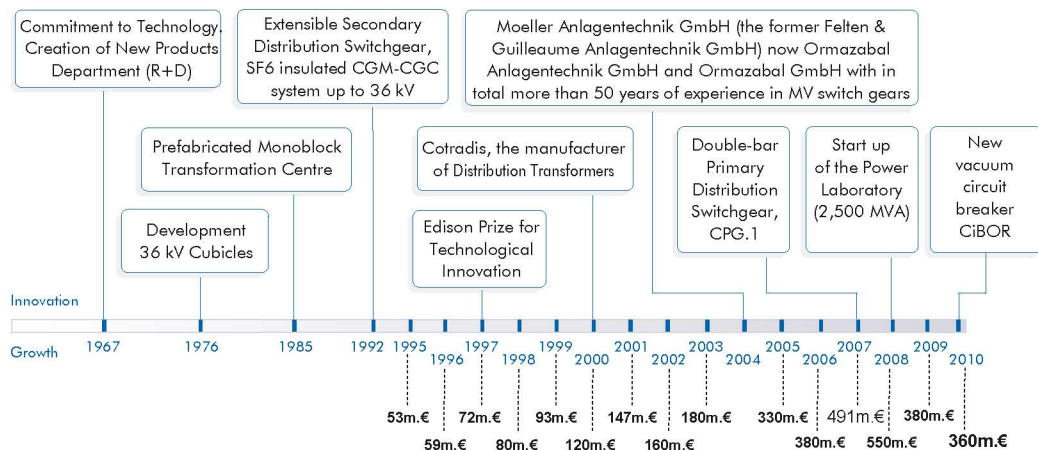 Commitment to Technology.
Creation of New Products
Department (R+D)
Extensible Secondary
Distribution Switchgear,
SF6 insulated CGM-CGC
system up to 36 kV
Moeller Anlagentechnik GmbH (the former Felten &
Guilleaume Anlagentechnik GmbH) now Ormazabal
Anlagentechnik GmbH and Ormazabal GmbH with in
total more than 50 years of experience in MV switch gears
Prefabricated Monoblock
Transformation Centre
Cotradis, the manufacturer
of Distribution Transformers
Double-bar
Primary
Distribution
Switchgear,
CPG.1
Start up
of the Power
Laboratory
(2,500 MVA)
New
vacuum
circuit
breaker
CiBOR
Development
36 kV Cubicles
Edison Prize for
Technological
Innovation
Innovation
Growth
1967 1976 1985 1992 1995 1997 1999 2001 2003 2005 2007 2009
1996 1998 2000 2002 2004 2006 2008 2010
53m.€ 72m.€ 93m.€ 147m.€ 180m.€ 330m.€ 491m.€ 380m.€
59m.€ 80m.€ 120m.€ 160m.€ 380m.€ 550m.€ 360m.€